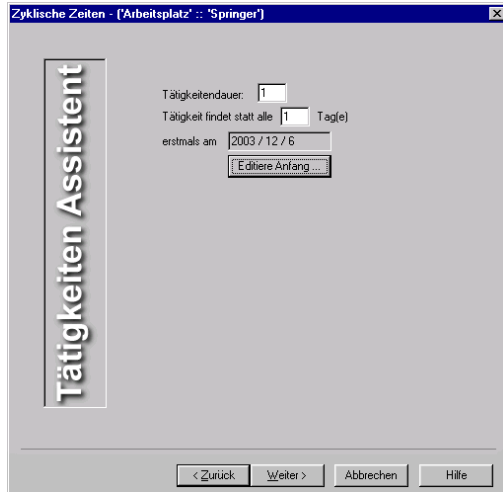 Zyklische Zeiten - ('Arbeitsplatz' :: 'Springer')
Tätigkeiten Assistent
Tätigkeitendauer: 1
Tätigkeit findet statt alle 1 Tag(e)
erstmals am 2003 / 12 / 6
Editiere Anfang ...
< Zurück Weiter > Abbrechen Hilfe